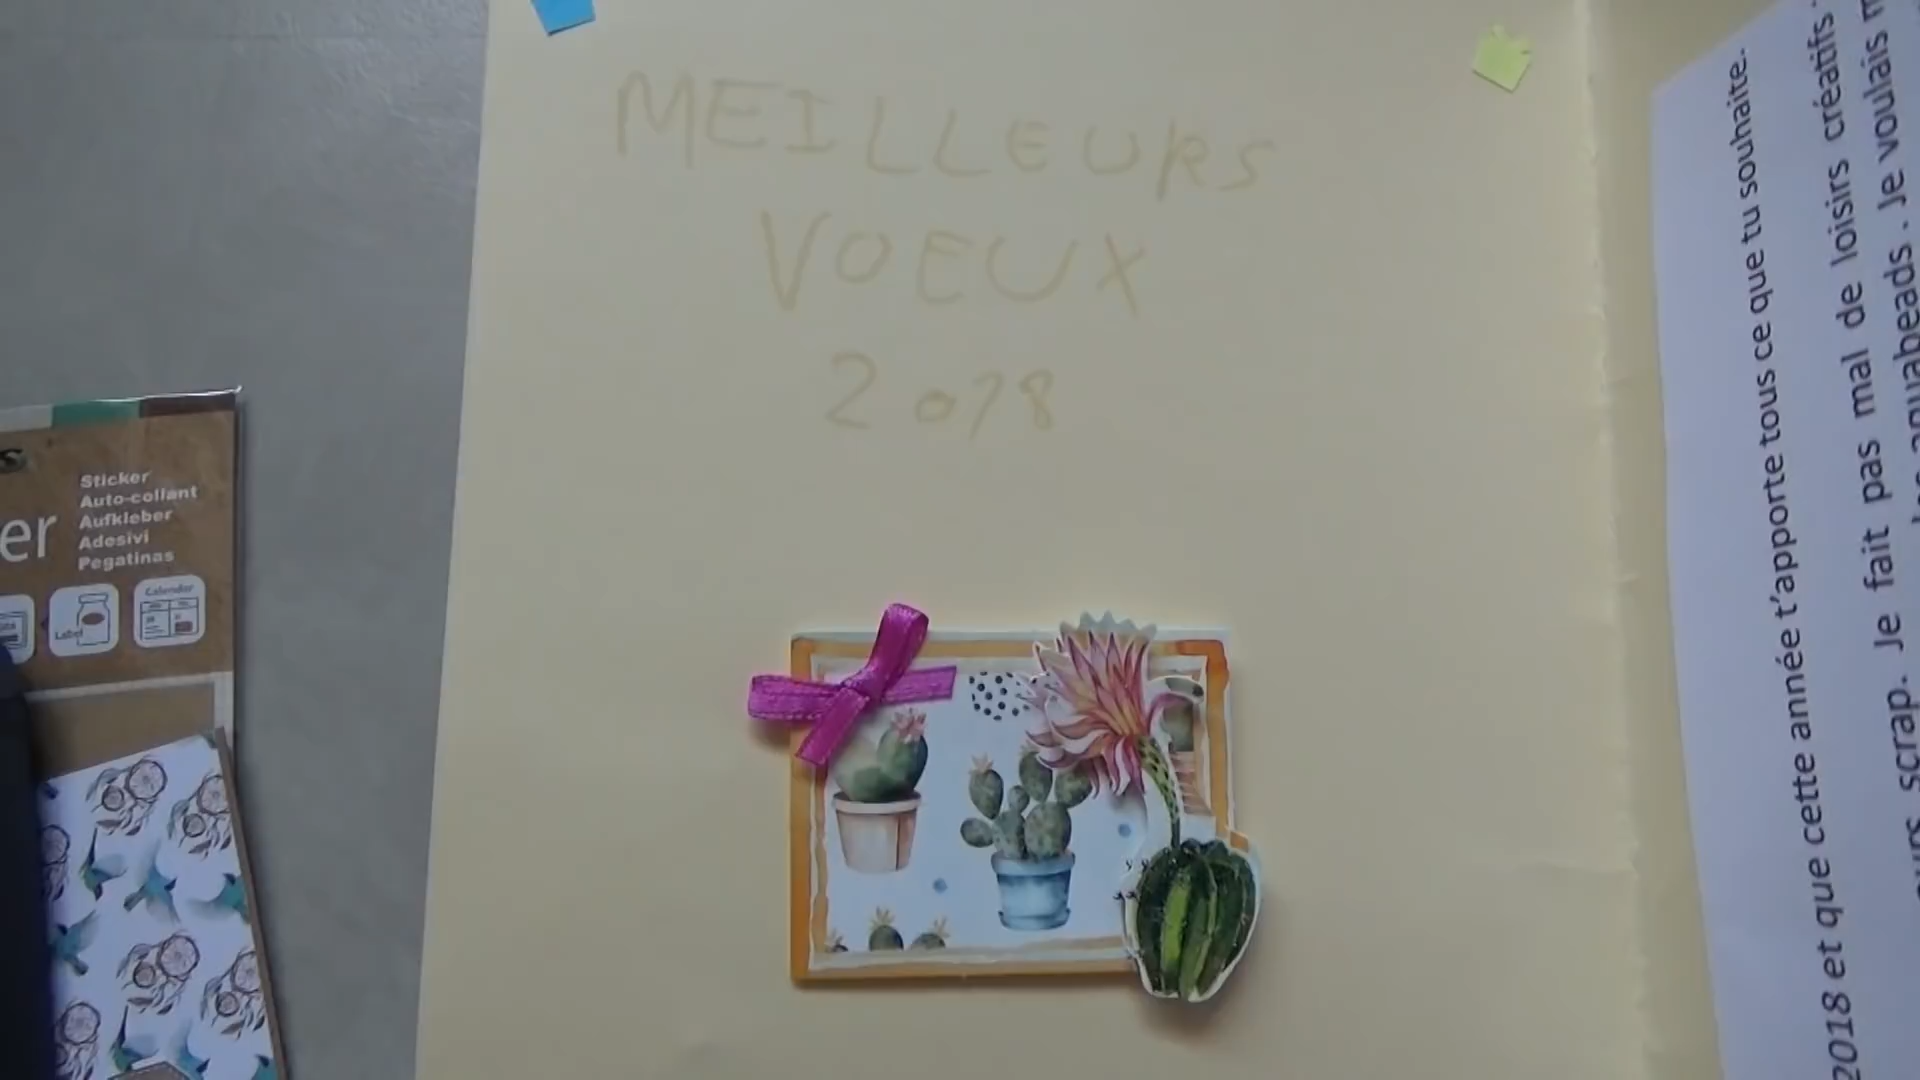 MEILLEURS
VOEUX
2018
er
Sticker
Auto-collant
Aufkleber
Adesivi
Pegatinas
Label
Calendar
2018 et que cette année t'apporte tous ce que tu souhaite.
scrap. Je fait pas mal de loisirs créatifs
aquabeads. Je voulais